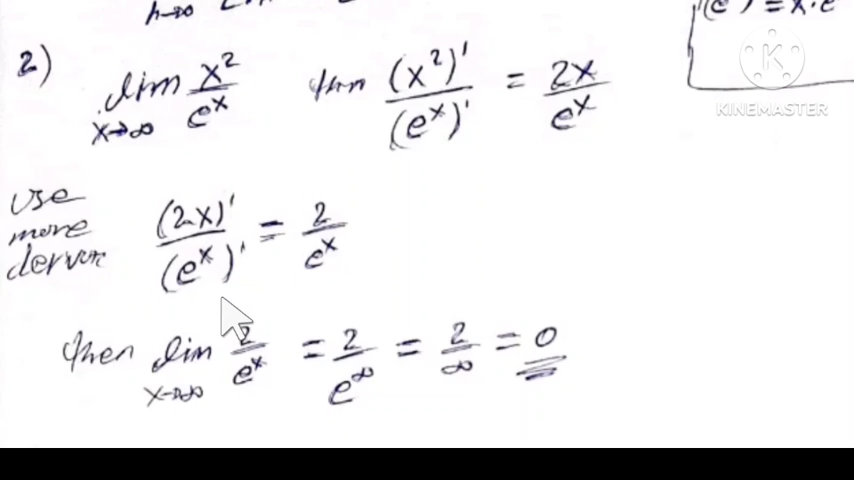 h→∞
2) lim x→∞ x²/eˣ then (x²)'/(eˣ)' = 2x/eˣ
KINEMASTER
use more (2x)'/(eˣ)' = 2/eˣ
then lim x→∞ 2/eˣ = 2/e^∞ = 2/∞ = 0